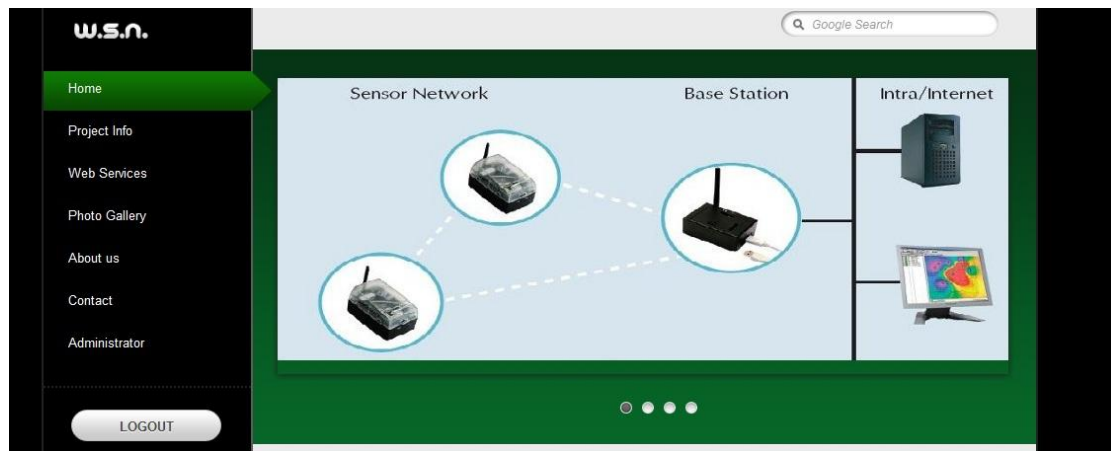 w.s.n.
Google Search
Home
Project Info
Web Services
Photo Gallery
About us
Contact
Administrator
LOGOUT
Sensor Network
Base Station
Intra/Internet